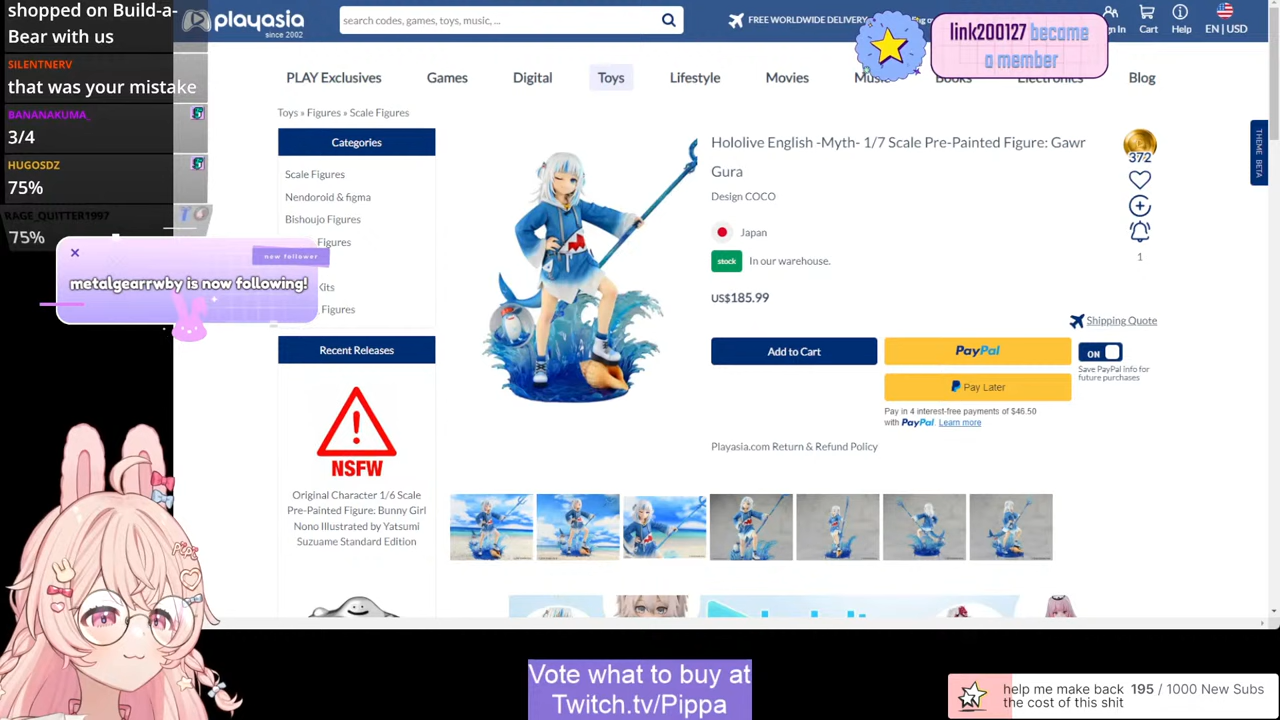 shopped on Build-a-
Bear with us
SILENTNERV
that was your mistake
BANANAKUMA_
3/4
HUGOSDZ
75%
RAGE_QUITTER1997
75%
new follower
metalgearrwby is now following!
playasia
since 2002
search codes, games, toys, music, ...
FREE WORLDWIDE DELIVERY
Cart
Help
EN | USD
link200127 became
a member
PLAY Exclusives
Games
Digital
Toys
Lifestyle
Movies
Music
Books
Electronics
Blog
Toys » Figures » Scale Figures
Categories
Scale Figures
Nendoroid & figma
Bishoujo Figures
Figures
Kits
Figures
Recent Releases
NSFW
Original Character 1/6 Scale
Pre-Painted Figure: Bunny Girl
Nono Illustrated by Yatsumi
Suzuame Standard Edition
Hololive English -Myth- 1/7 Scale Pre-Painted Figure: Gawr
Gura
Design COCO
Japan
stock In our warehouse.
US$185.99
Add to Cart
PayPal
Pay Later
Pay in 4 interest-free payments of $46.50
with PayPal. Learn more
Shipping Quote
ON
Save PayPal info for
future purchases
Playasia.com Return & Refund Policy
372
1
THEME BETA
Vote what to buy at
Twitch.tv/Pippa
help me make back
the cost of this shit
195 / 1000 New Subs